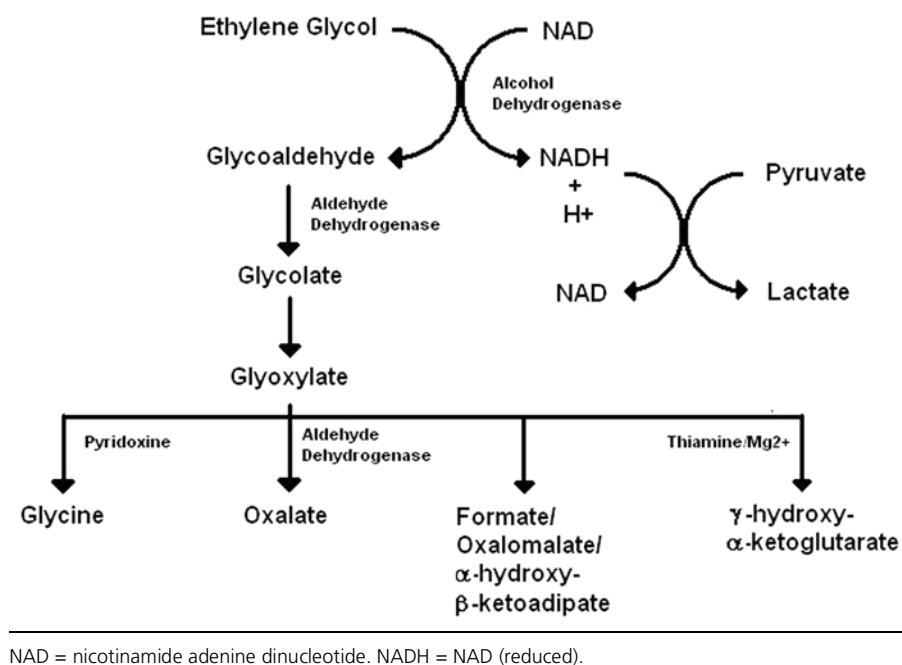 Ethylene Glycol
NAD
Alcohol
Dehydrogenase
Glycoaldehyde
NADH
+
H+
Pyruvate
Aldehyde
Dehydrogenase
Glycolate
NAD
Lactate
Glyoxylate
Pyridoxine
Aldehyde
Dehydrogenase
Thiamine/Mg2+
Glycine
Oxalate
Formate/
Oxalomalate/
α-hydroxy-
β-ketoadipate
γ-hydroxy-
α-ketoglutarate
NAD = nicotinamide adenine dinucleotide. NADH = NAD (reduced).